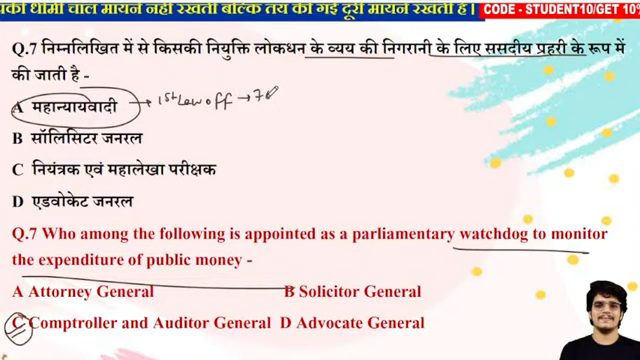 पकी धीमी चाल मायने नहीं रखती बल्कि तय की गई दूरी मायने रखती है CODE - STUDENT10/GET 10%
Q.7 निम्नलिखित में से किसकी नियुक्ति लोकधन के व्यय की निगरानी के लिए ससदीय प्रहरी के रूप में
की जाती है -
A महान्यायवादी → 1st Law off → 76
B सॉलिसिटर जनरल
C नियंत्रक एवं महालेखा परीक्षक
D एडवोकेट जनरल
Q.7 Who among the following is appointed as a parliamentary watchdog to monitor
the expenditure of public money -
A Attorney General B Solicitor General
C Comptroller and Auditor General D Advocate General